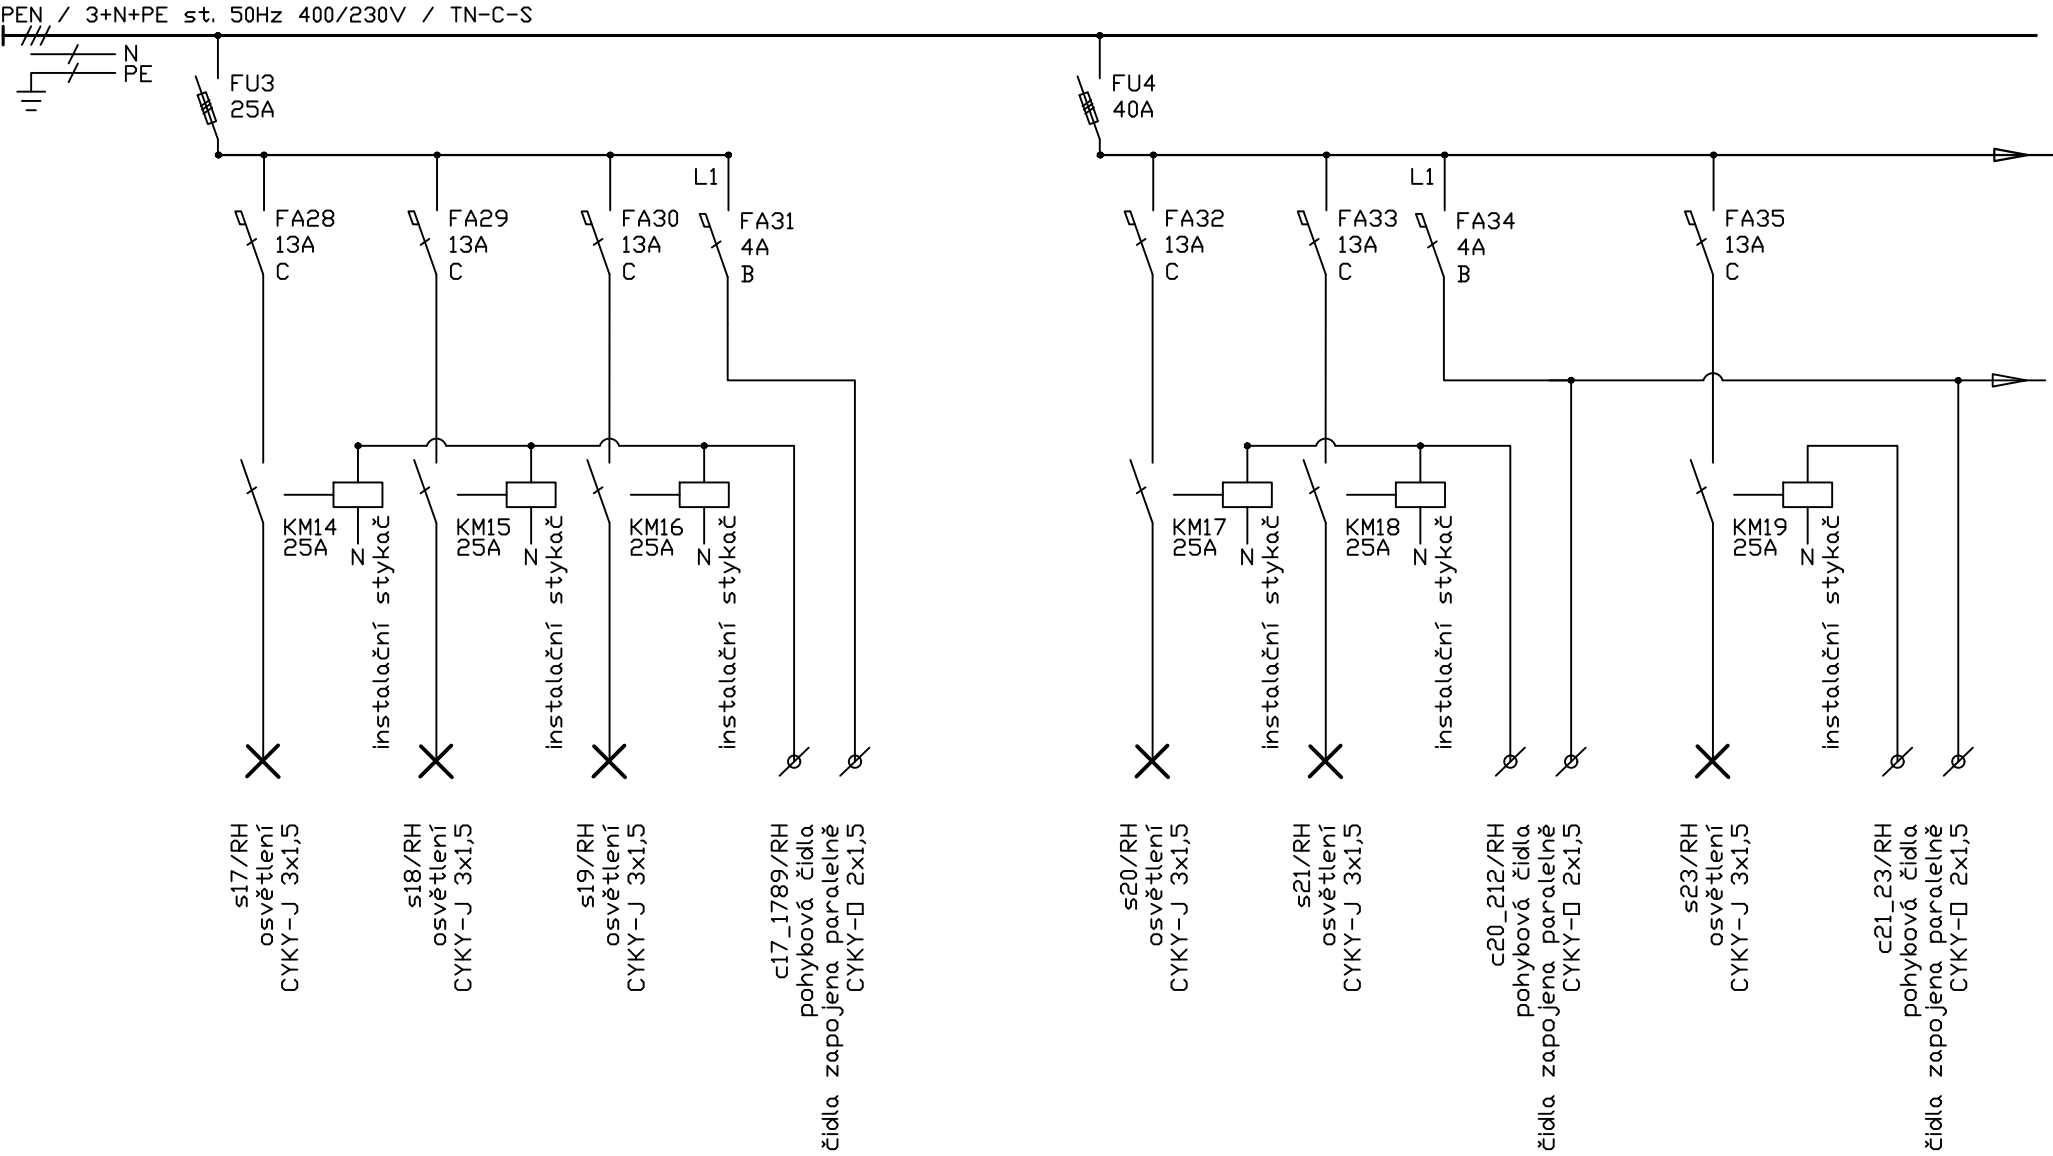 PEN / 3+N+PE st. 50Hz 400/230V / TN-C-S
N
PE
FU3
25A
FU4
40A
L1
L1
FA28
13A
C
FA29
13A
C
FA30
13A
C
FA31
4A
B
FA32
13A
C
FA33
13A
C
FA34
4A
B
FA35
13A
C
KM14
25A
N
instalační stykač
KM15
25A
N
instalační stykač
KM16
25A
N
instalační stykač
KM17
25A
N
instalační stykač
KM18
25A
N
instalační stykač
KM19
25A
N
instalační stykač
s17/RH
osvětlení
CYKY-J 3x1,5
s18/RH
osvětlení
CYKY-J 3x1,5
s19/RH
osvětlení
CYKY-J 3x1,5
c17_1789/RH
pohybová čidla
čidla zapojena paralelně
CYKY-O 2x1,5
s20/RH
osvětlení
CYKY-J 3x1,5
s21/RH
osvětlení
CYKY-J 3x1,5
c20_212/RH
pohybová čidla
čidla zapojena paralelně
CYKY-O 2x1,5
s23/RH
osvětlení
CYKY-J 3x1,5
c21_23/RH
pohybová čidla
čidla zapojena paralelně
CYKY-O 2x1,5